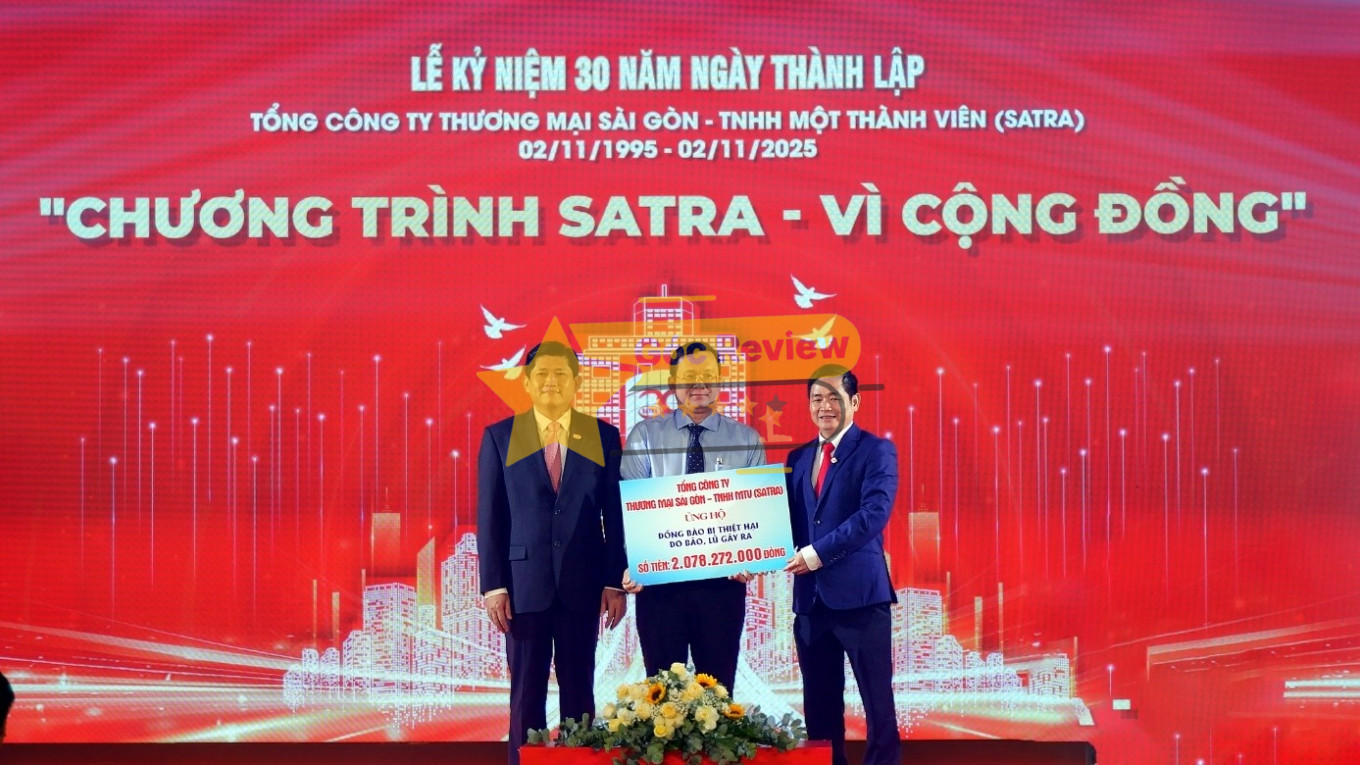 LỄ KỶ NIỆM 30 NĂM NGÀY THÀNH LẬP
TỔNG CÔNG TY THƯƠNG MẠI SÀI GÒN - TNHH MỘT THÀNH VIÊN (SATRA)
02/11/1995 - 02/11/2025
"CHƯƠNG TRÌNH SATRA - VÌ CỘNG ĐỒNG"
Review
TỔNG CÔNG TY
THƯƠNG MẠI SÀI GÒN - TNHH MTV (SATRA)
ỦNG HỘ
ĐỒNG BÀO BỊ THIỆT HẠI
DO BÃO, LŨ GÂY RA
SỐ TIỀN: 2.078.272.000 ĐỒNG